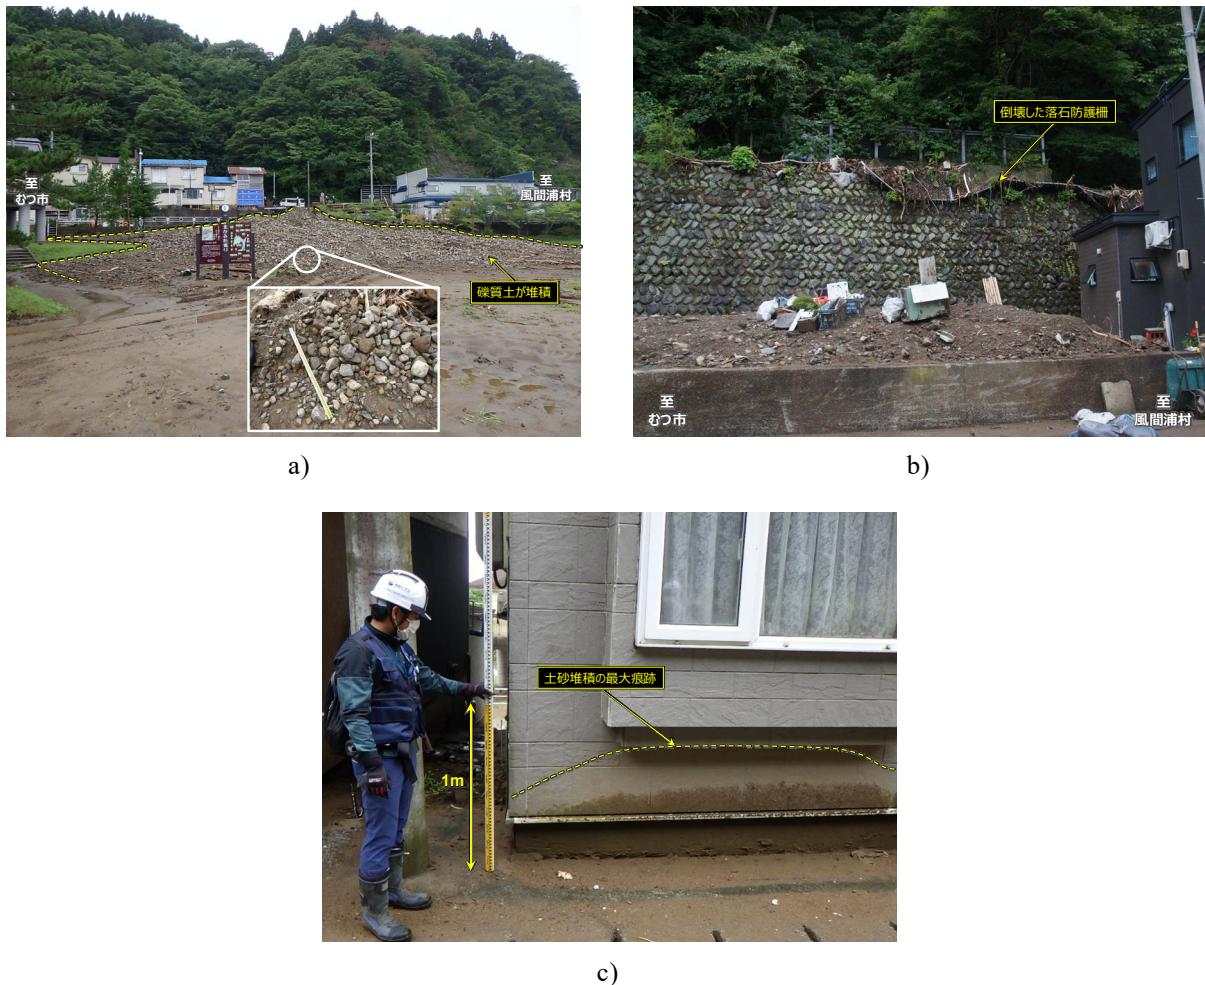 至
むつ市
至
風間浦村
礫質土が堆積
a)
倒壊した落石防護柵
至
むつ市
至
風間浦村
b)
土砂堆積の最大痕跡
1m
c)